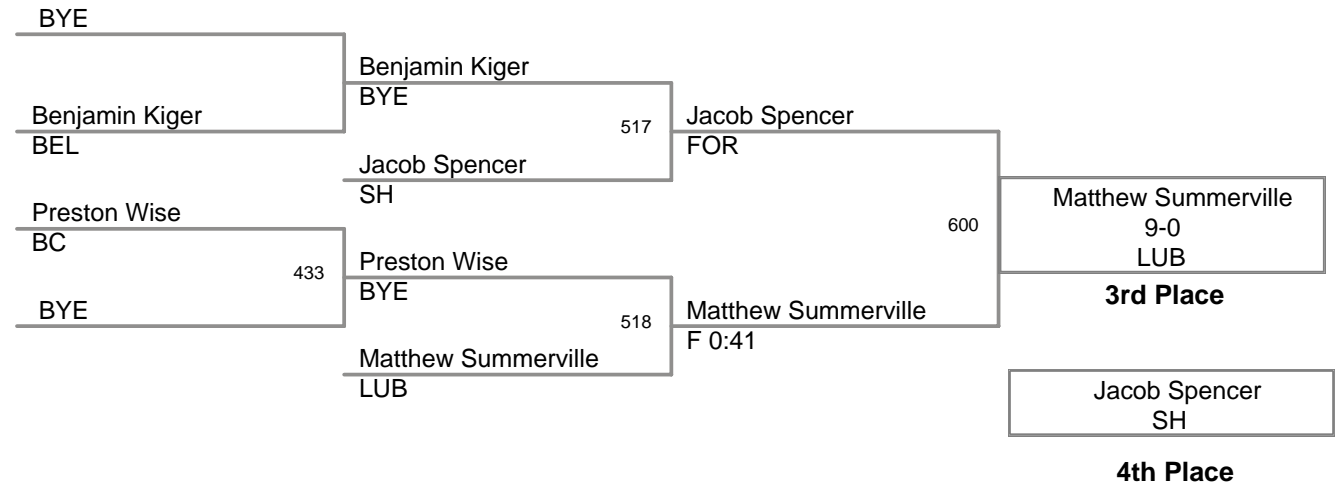 BYE
Benjamin Kiger
BEL
Preston Wise
BC
433
BYE
Benjamin Kiger
BYE
517
Jacob Spencer
SH
Preston Wise
BYE
518
Matthew Summerville
LUB
Jacob Spencer
FOR
600
Matthew Summerville
F 0:41
Matthew Summerville
9-0
LUB
3rd Place
Jacob Spencer
SH
4th Place